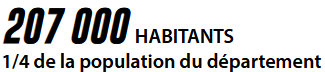 207 000 HABITANTS
1/4 de la population du département